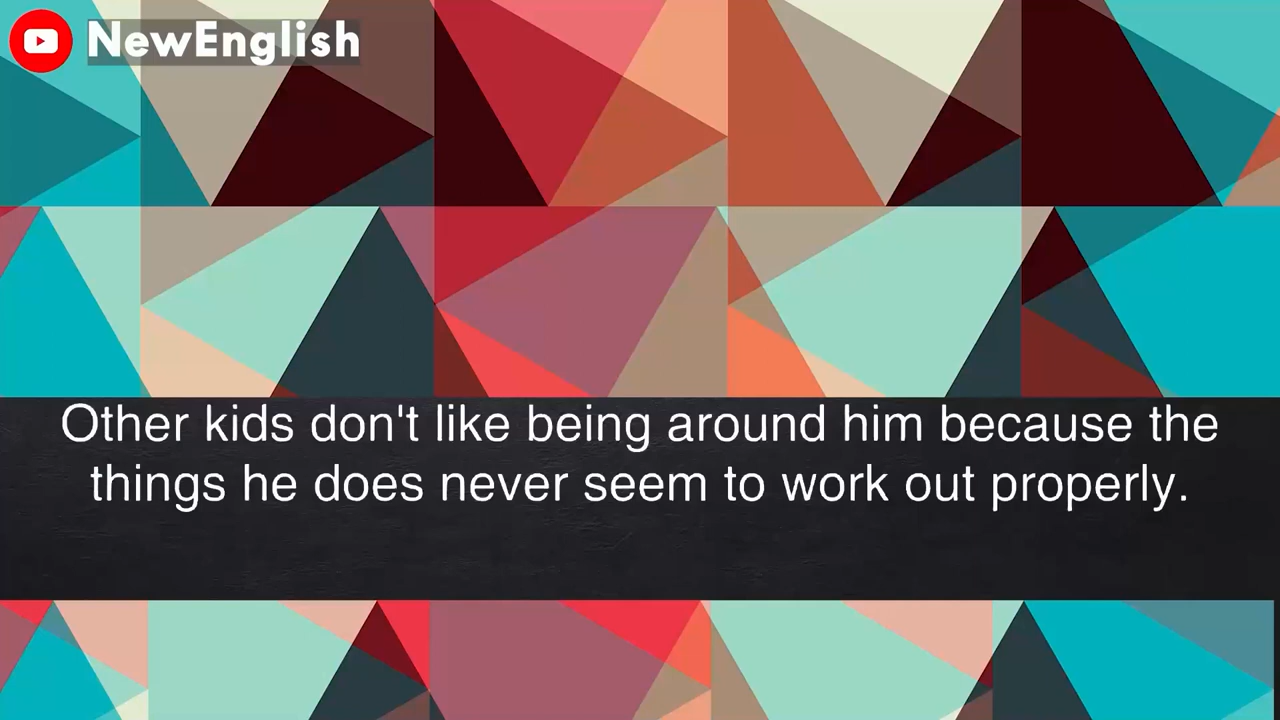 NewEnglish
Other kids don't like being around him because the
things he does never seem to work out properly.